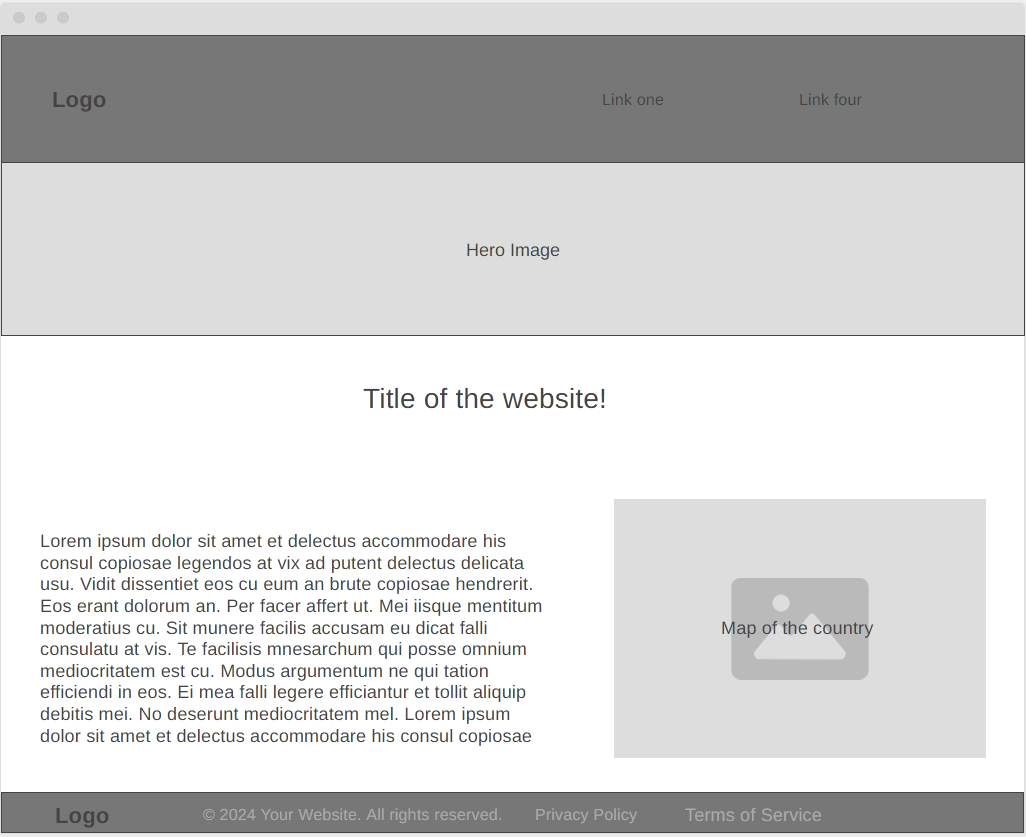 Logo
Link one
Link four
Hero Image
Title of the website!
Lorem ipsum dolor sit amet et delectus accommodare his
consul copiosae legendos at vix ad putent delectus delicata
usu. Vidit dissentiet eos cu eum an brute copiosae hendrerit.
Eos erant dolorum an. Per facer affert ut. Mei iisque mentitum
moderatius cu. Sit munere facilis accusam eu dicat falli
consulatu at vis. Te facilisis mnesarchum qui posse omnium
mediocritatem est cu. Modus argumentum ne qui tation
efficiendi in eos. Ei mea falli legere efficiantur et tollit aliquip
debitis mei. No deserunt mediocritatem mel. Lorem ipsum
dolor sit amet et delectus accommodare his consul copiosae
Map of the country
Logo
© 2024 Your Website. All rights reserved.
Privacy Policy
Terms of Service